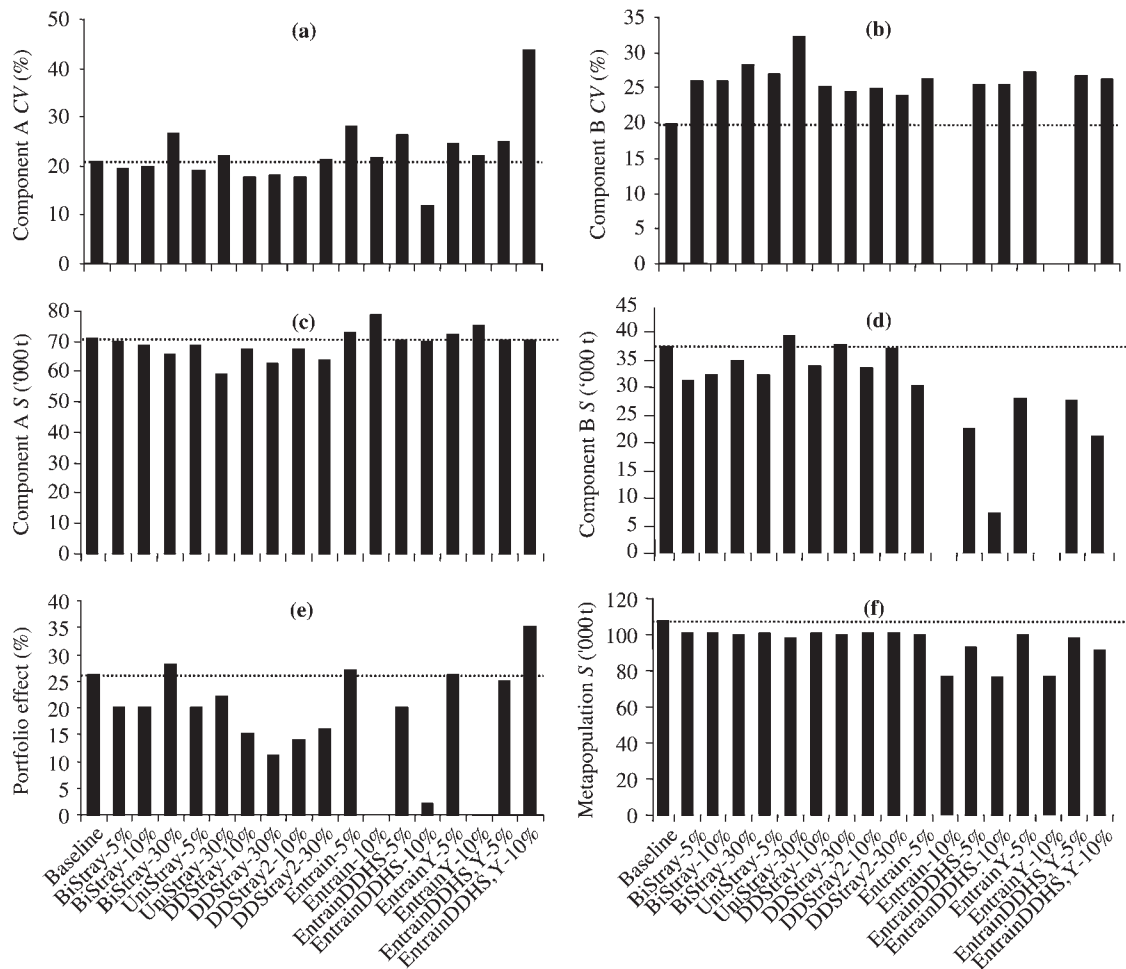 (a)
Component A CV (%)
50
40
30
20
10
0
(b)
Component B CV (%)
35
30
25
20
15
10
5
0
(c)
Component A S ('000 t)
80
70
60
50
40
30
20
10
0
(d)
Component B S ('000 t)
45
40
35
30
25
20
15
10
5
0
(e)
Portfolio effect (%)
40
35
30
25
20
15
10
5
0
Baseline
BiStray-5%
BiStray-10%
BiStray-30%
UniStray-5%
UniStray-30%
DDStray-10%
DDStray-30%
DDStray2-10%
DDStray2-30%
Entrain-5%
Entrain-10%
EntrainDDHS-5%
EntrainDDHS-10%
EntrainY-5%
EntrainY-10%
EntrainDDHS,Y-5%
EntrainDDHS,Y-10%
(f)
Metapopulation S ('000 t)
120
100
80
60
40
20
0
Baseline
BiStray-5%
BiStray-10%
BiStray-30%
UniStray-5%
UniStray-30%
DDStray-10%
DDStray-30%
DDStray2-10%
DDStray2-30%
Entrain-5%
Entrain-10%
EntrainDDHS-5%
EntrainDDHS-10%
EntrainY-5%
EntrainY-10%
EntrainDDHS,Y-5%
EntrainDDHS,Y-10%